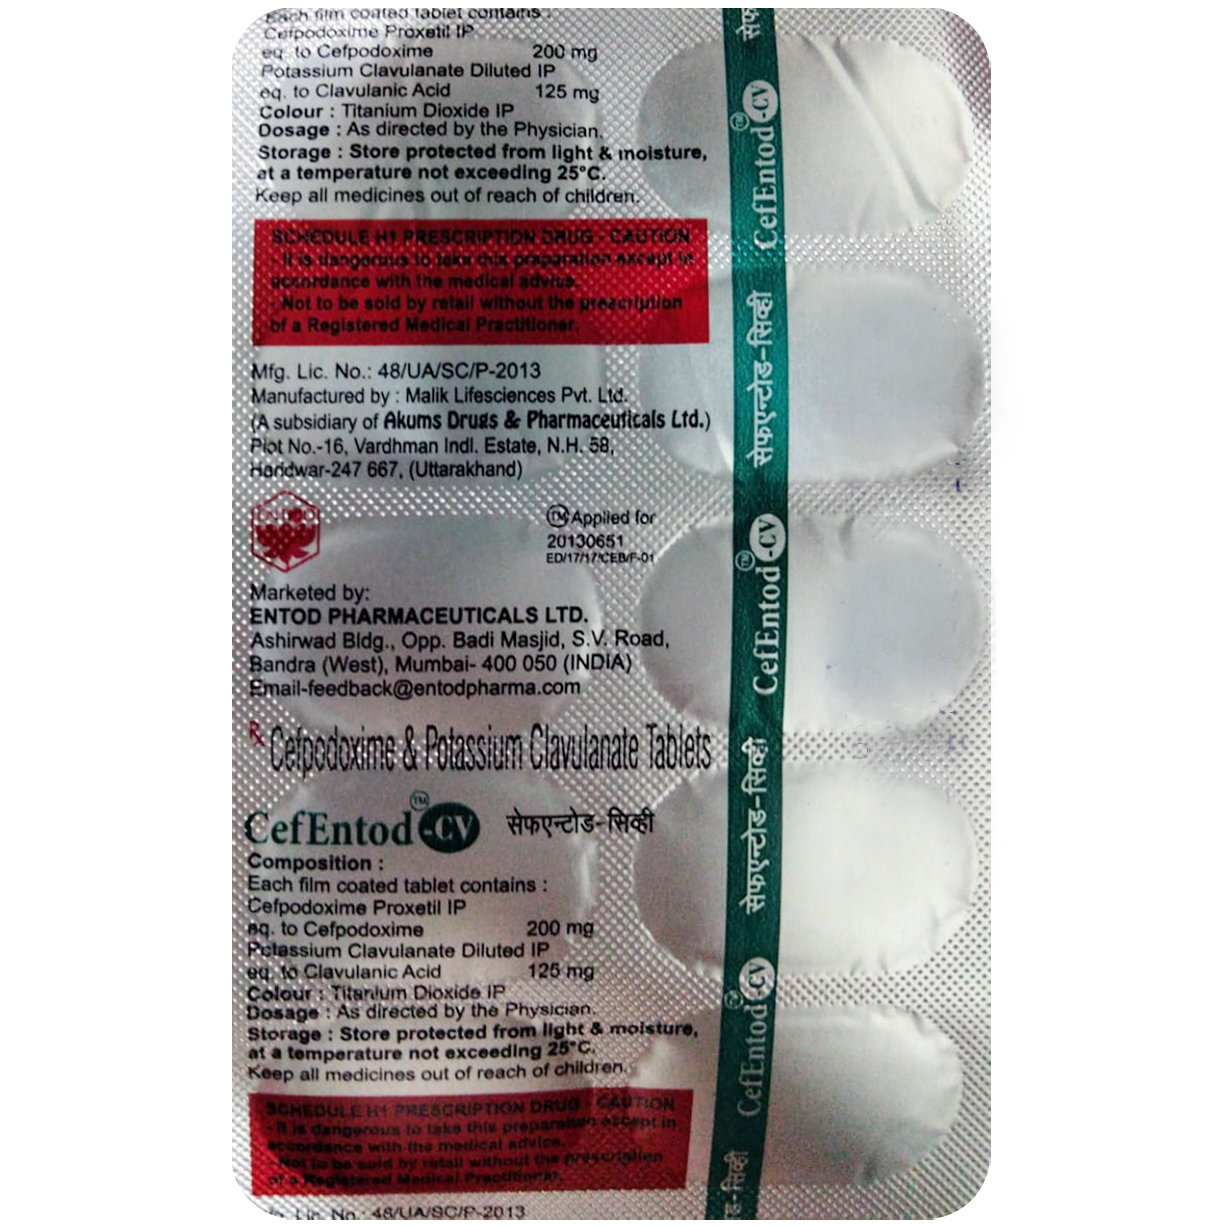 Each film coated tablet contains :
Cefpodoxime Proxetil IP
eq. to Cefpodoxime 200 mg
Potassium Clavulanate Diluted IP
eq. to Clavulanic Acid 125 mg
Colour : Titanium Dioxide IP
Dosage : As directed by the Physician.
Storage : Store protected from light & moisture,
at a temperature not exceeding 25°C.
Keep all medicines out of reach of children.
SCHEDULE H1 PRESCRIPTION DRUG - CAUTION
- It is dangerous to take this preparation except in
accordance with the medical advice.
- Not to be sold by retail without the prescription
of a Registered Medical Practitioner.
Mfg. Lic. No.: 48/UA/SC/P-2013
Manufactured by : Malik Lifesciences Pvt. Ltd.
(A subsidiary of Akums Drugs & Pharmaceuticals Ltd.)
Plot No.-16, Vardhman Indl. Estate, N.H. 58,
Haridwar-247 667, (Uttarakhand)
ENTOD
TM Applied for
20130651
ED/17/17/CEB/F-01
Marketed by:
ENTOD PHARMACEUTICALS LTD.
Ashirwad Bldg., Opp. Badi Masjid, S.V. Road,
Bandra (West), Mumbai- 400 050 (INDIA)
Email-feedback@entodpharma.com
Rx Cefpodoxime & Potassium Clavulanate Tablets
CefEntod™-CV सेफएन्टोड-सिव्ही
Composition :
Each film coated tablet contains :
Cefpodoxime Proxetil IP
eq. to Cefpodoxime 200 mg
Potassium Clavulanate Diluted IP
eq. to Clavulanic Acid 125 mg
Colour : Titanium Dioxide IP
Dosage : As directed by the Physician.
Storage : Store protected from light & moisture,
at a temperature not exceeding 25°C.
Keep all medicines out of reach of children.
SCHEDULE H1 PRESCRIPTION DRUG - CAUTION
- It is dangerous to take this preparation except in
accordance with the medical advice.
- Not to be sold by retail without the prescription
of a Registered Medical Practitioner.
Lic. No.: 48/UA/SC/P-2013
सेफ
CefEntod™-CV
सेफएन्टोड-सिव्ही
CefEntod™-CV
सेफएन्टोड-सिव्ही
CefEntod™-CV
ड-सिव्ही